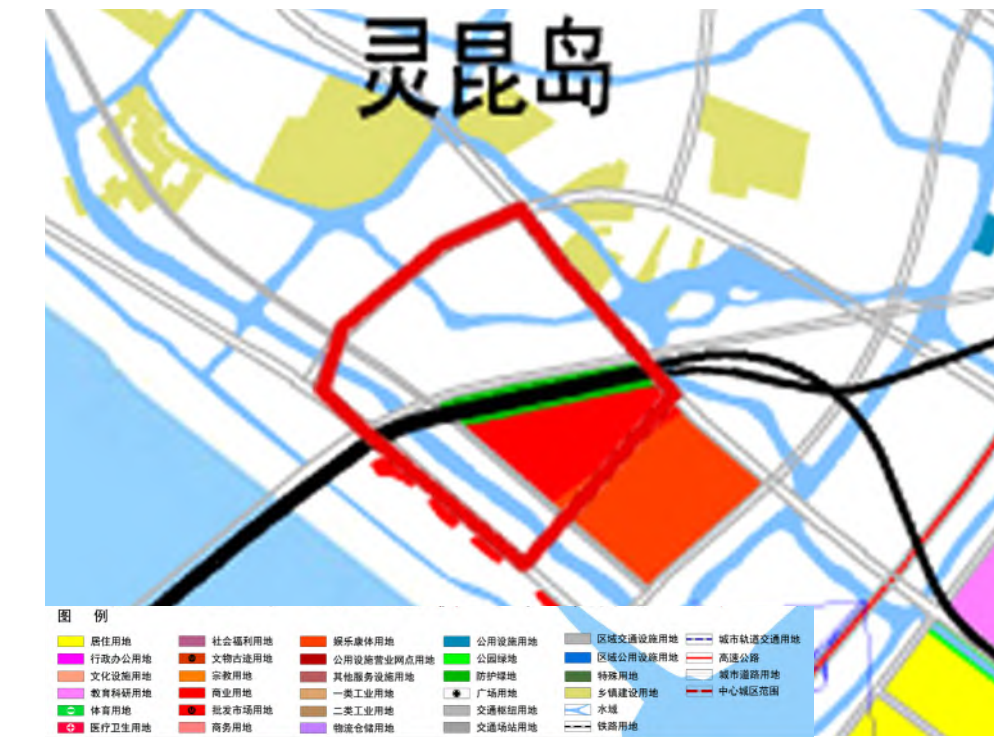 灵昆岛
图 例
居住用地
行政办公用地
文化设施用地
教育科研用地
体育用地
医疗卫生用地
社会福利用地
文物古迹用地
宗教用地
商业用地
批发市场用地
商务用地
娱乐康体用地
公用设施营业网点用地
其他服务设施用地
一类工业用地
二类工业用地
物流仓储用地
公用设施用地
公园绿地
防护绿地
广场用地
交通枢纽用地
交通场站用地
区域交通设施用地
区域公用设施用地
特殊用地
乡镇建设用地
水域
铁路用地
城市轨道交通用地
高速公路
城市道路用地
中心城区范围